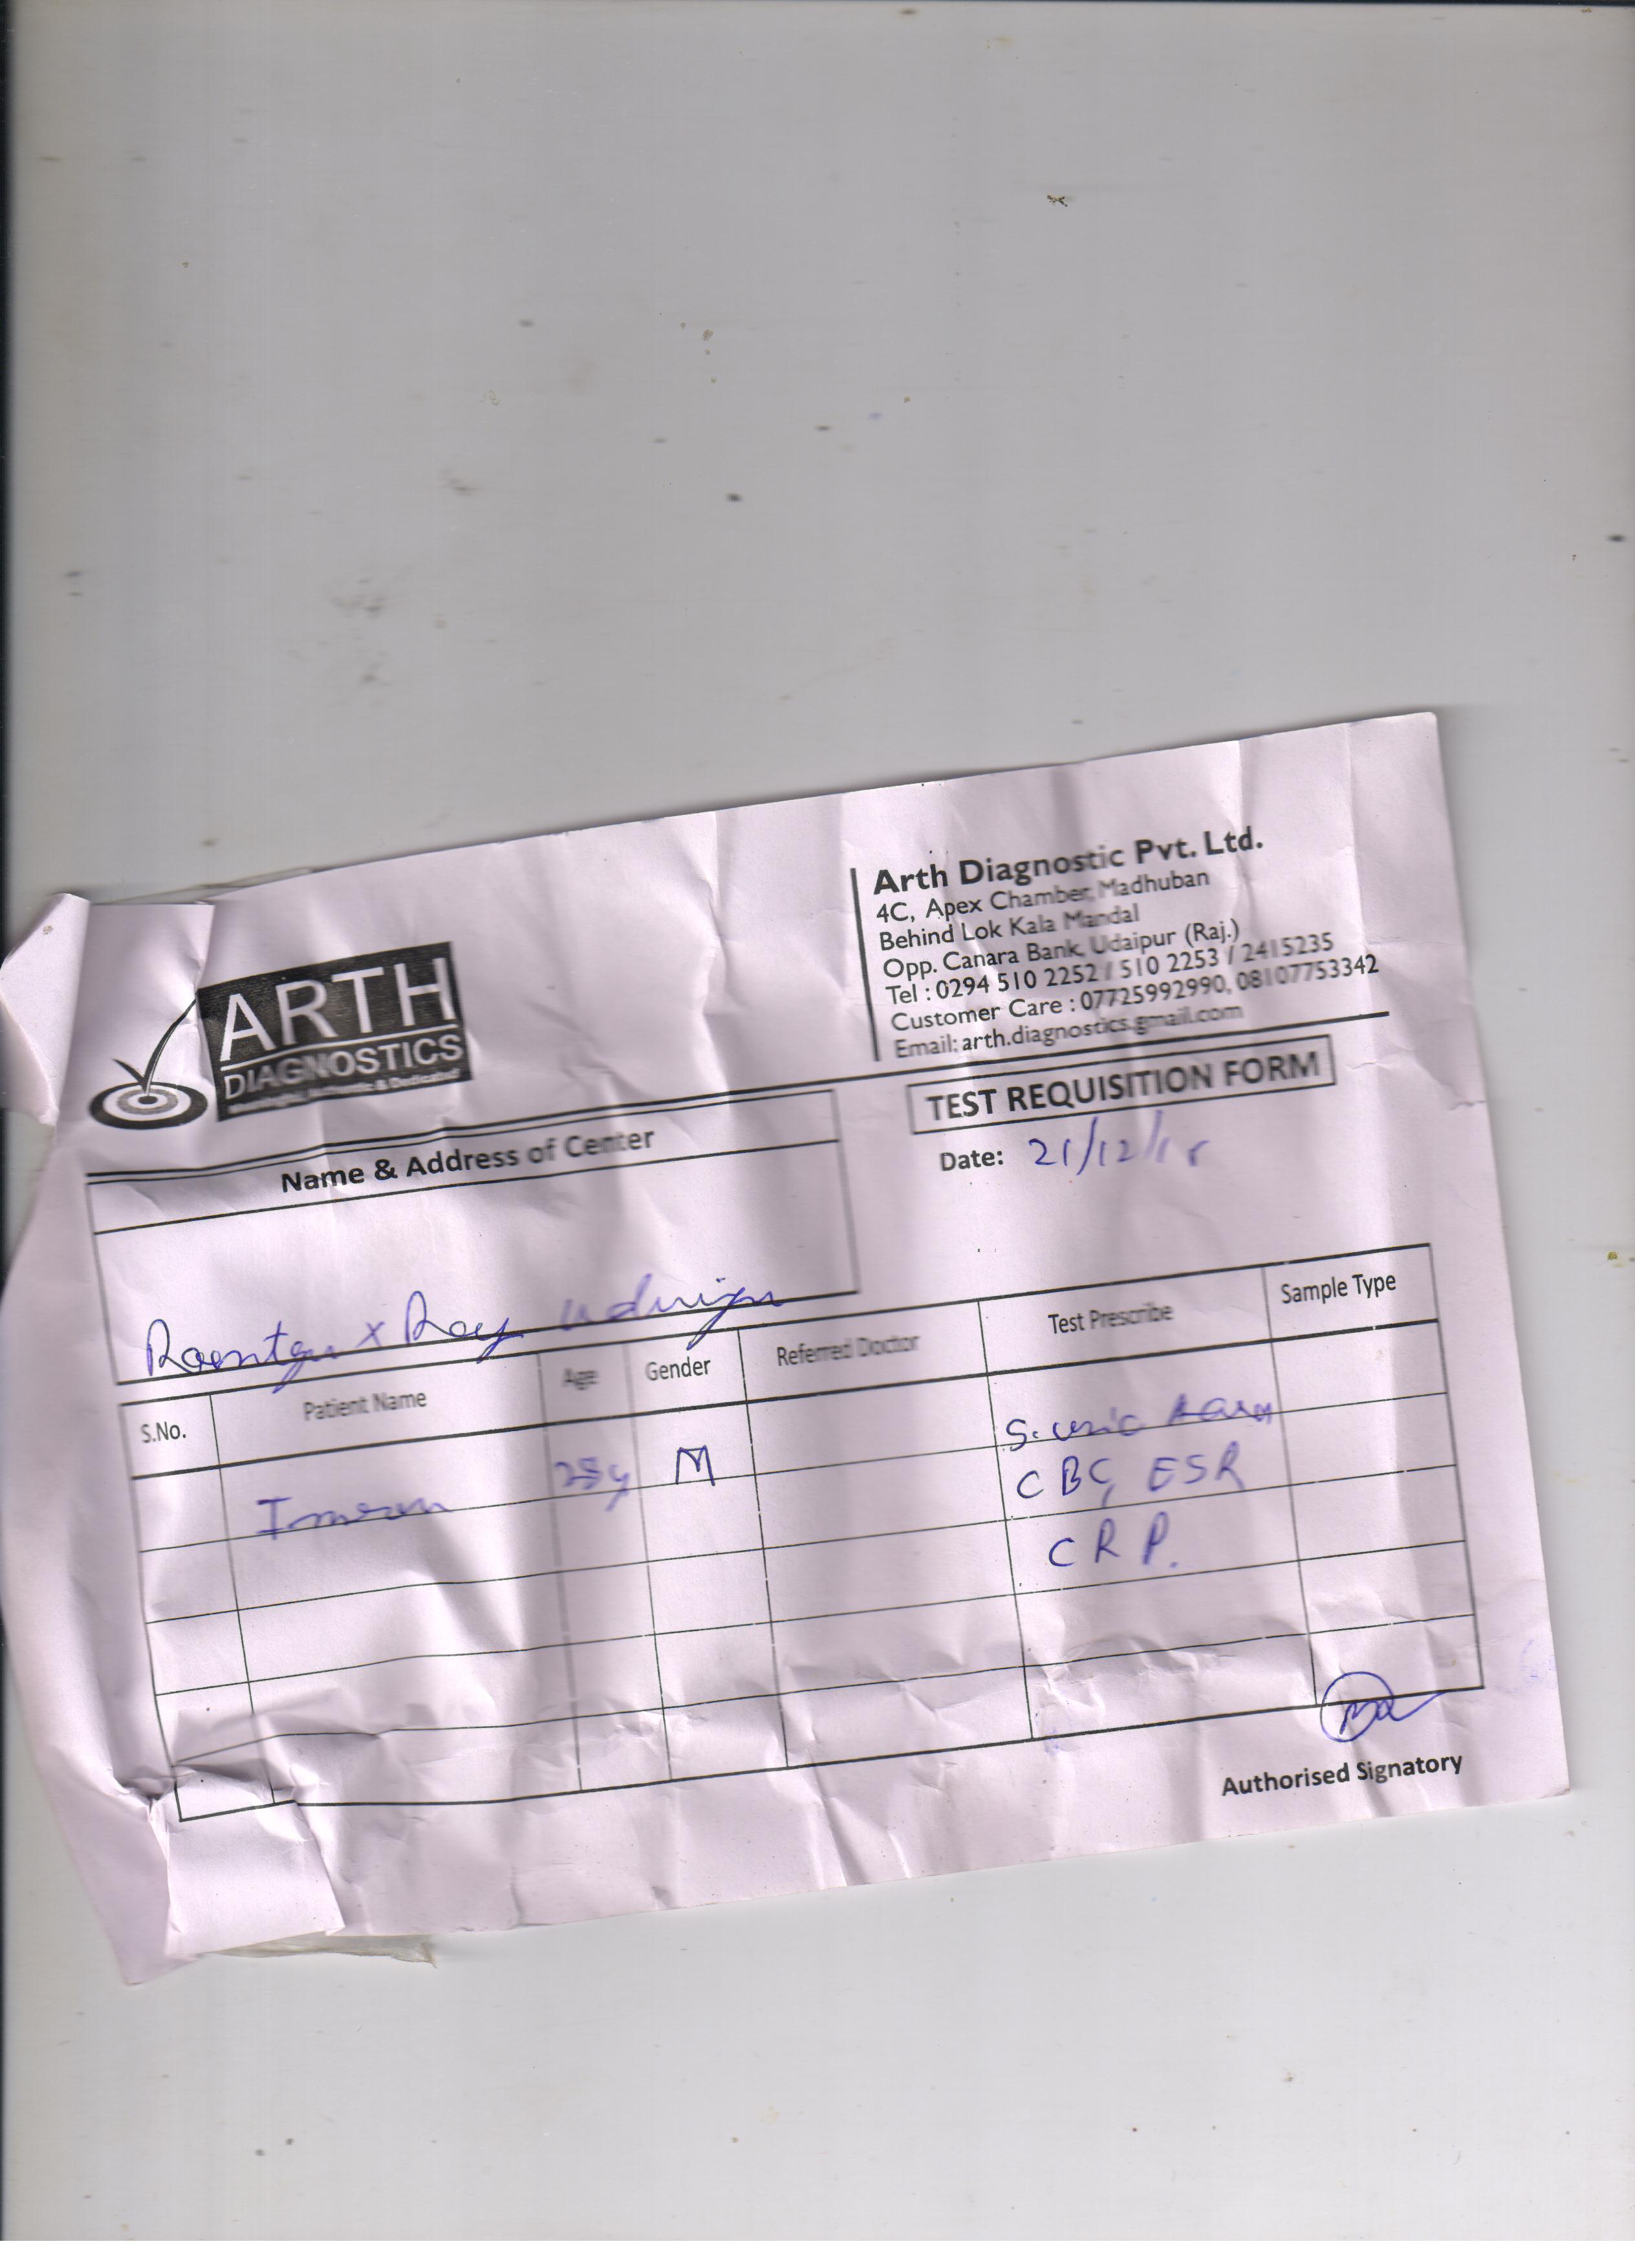 Arth Diagnostic Pvt. Ltd.
4C, Apex Chamber, Madhuban
Behind Lok Kala Mandal
Opp. Canara Bank, Udaipur (Raj.)
Tel : 0294 510 2252 / 510 2253 / 2415235
Customer Care : 07725992990, 08107753342
Email: arth.diagnostics.gmail.com
ARTH
DIAGNOSTICS
TEST REQUISITION FORM
Name & Address of Center
Date: 21/12/18
Roentgen x Ray
S.No. Patient Name Age Gender Referred Doctor Test Prescribe Sample Type
Imran M S. uric
CBC, ESR
CRP.
Authorised Signatory